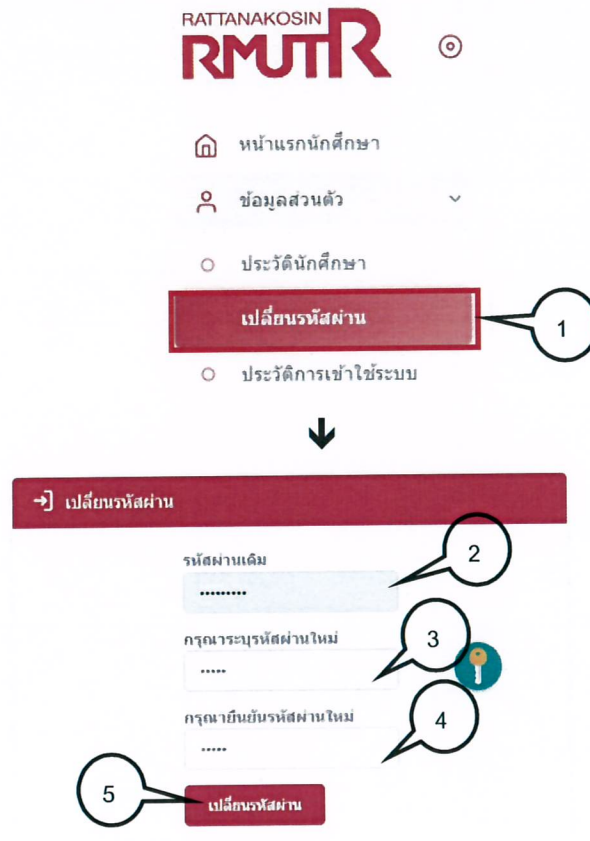 RATTANAKOSIN
RMUTR
หน้าแรกนักศึกษา
ข้อมูลส่วนตัว
ประวัตินักศึกษา
เปลี่ยนรหัสผ่าน
1
ประวัติการเข้าใช้ระบบ
เปลี่ยนรหัสผ่าน
รหัสผ่านเดิม
2
กรุณาระบุรหัสผ่านใหม่
3
กรุณายืนยันรหัสผ่านใหม่
4
5
เปลี่ยนรหัสผ่าน